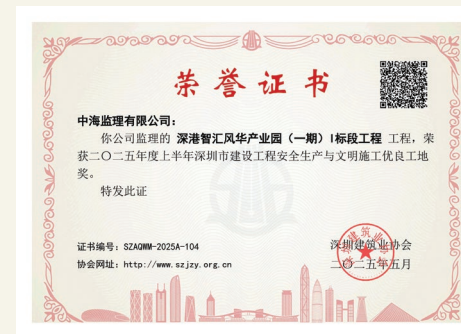 荣誉证书
中海监理有限公司：
你公司监理的 深港智汇风华产业园（一期）I标段工程 工程，荣
获二〇二五年度上半年深圳市建设工程安全生产与文明施工优良工地
奖。
特发此证
证书编号：SZAQWM-2025A-104
深圳建筑业协会
协会网址：http://www.szjzy.org.cn
二〇二五年五月